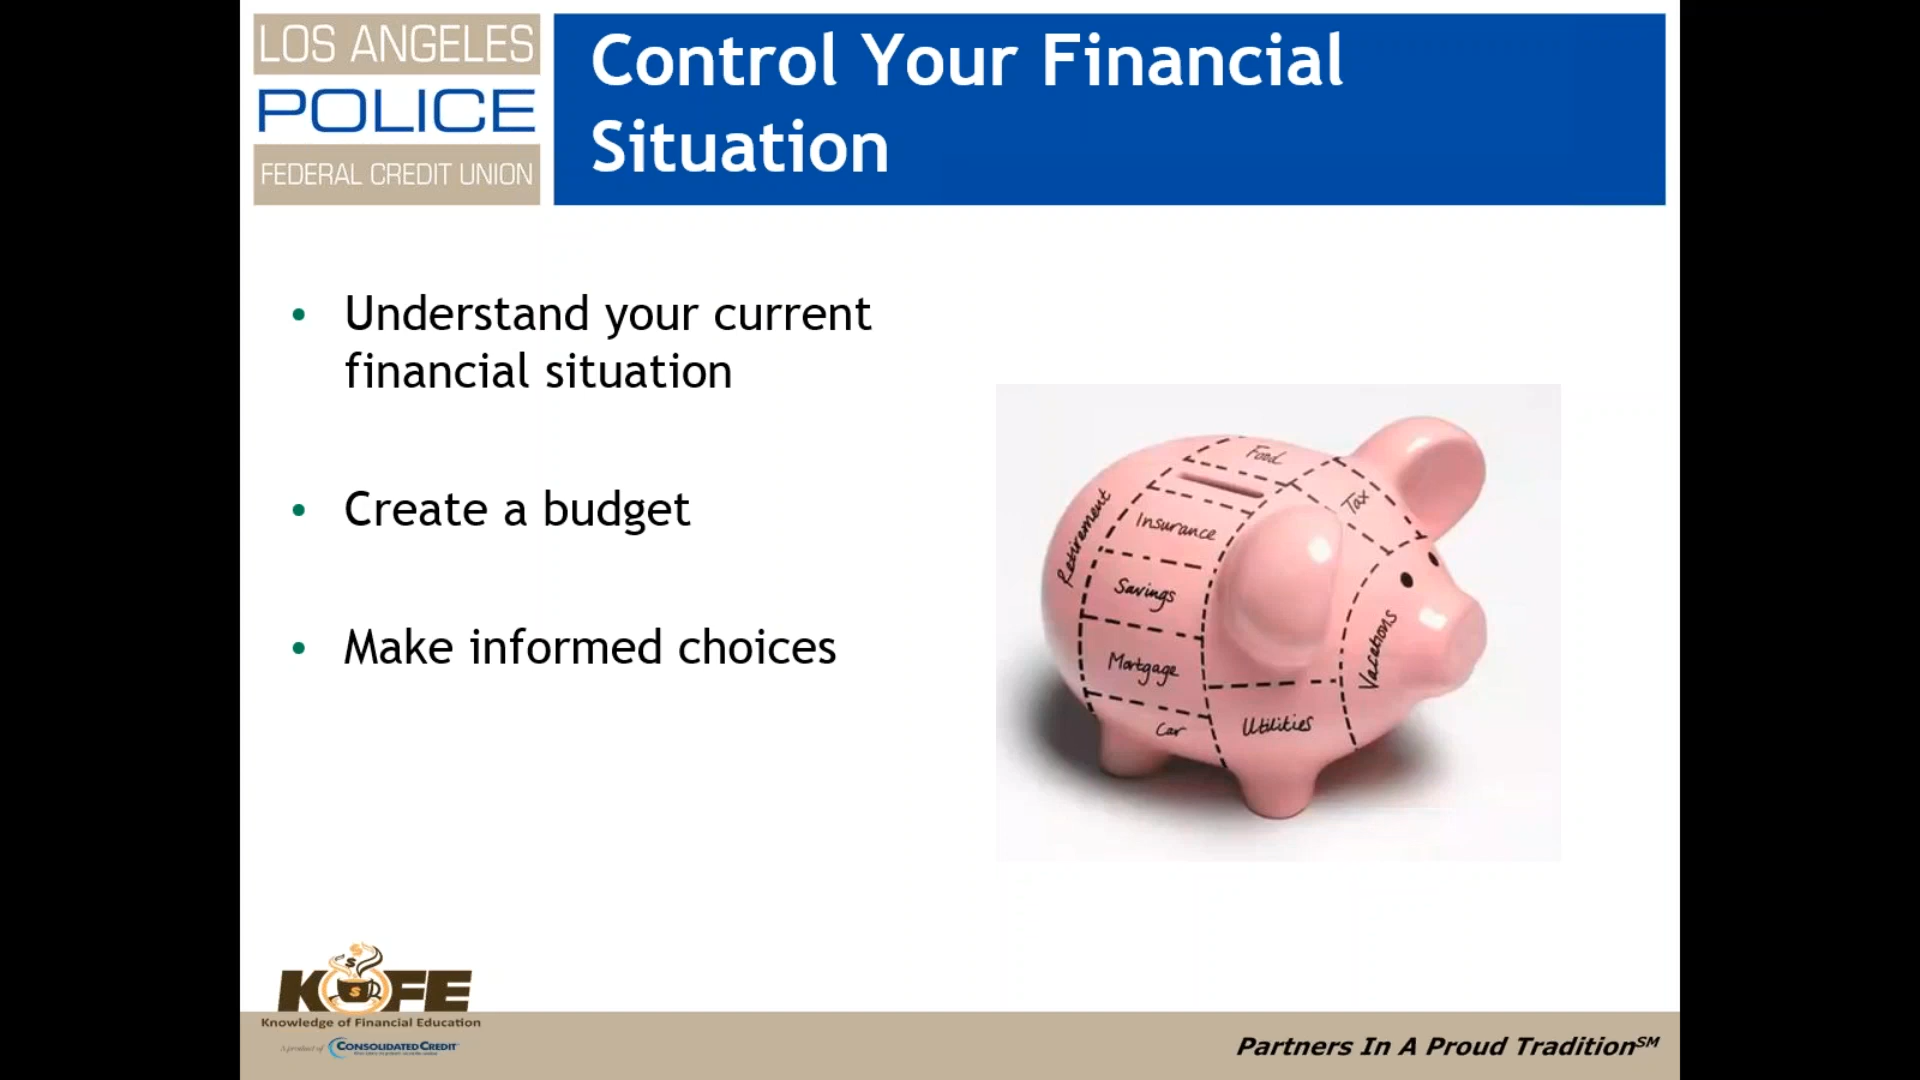 LOS ANGELES
POLICE
FEDERAL CREDIT UNION
Control Your Financial
Situation
• Understand your current
financial situation
• Create a budget
• Make informed choices
Food
Tax
Retirement
Insurance
Savings
Mortgage
Car
Utilities
Vacations
KOFE
Knowledge of Financial Education
A product of CONSOLIDATED CREDIT
Partners In A Proud Tradition℠